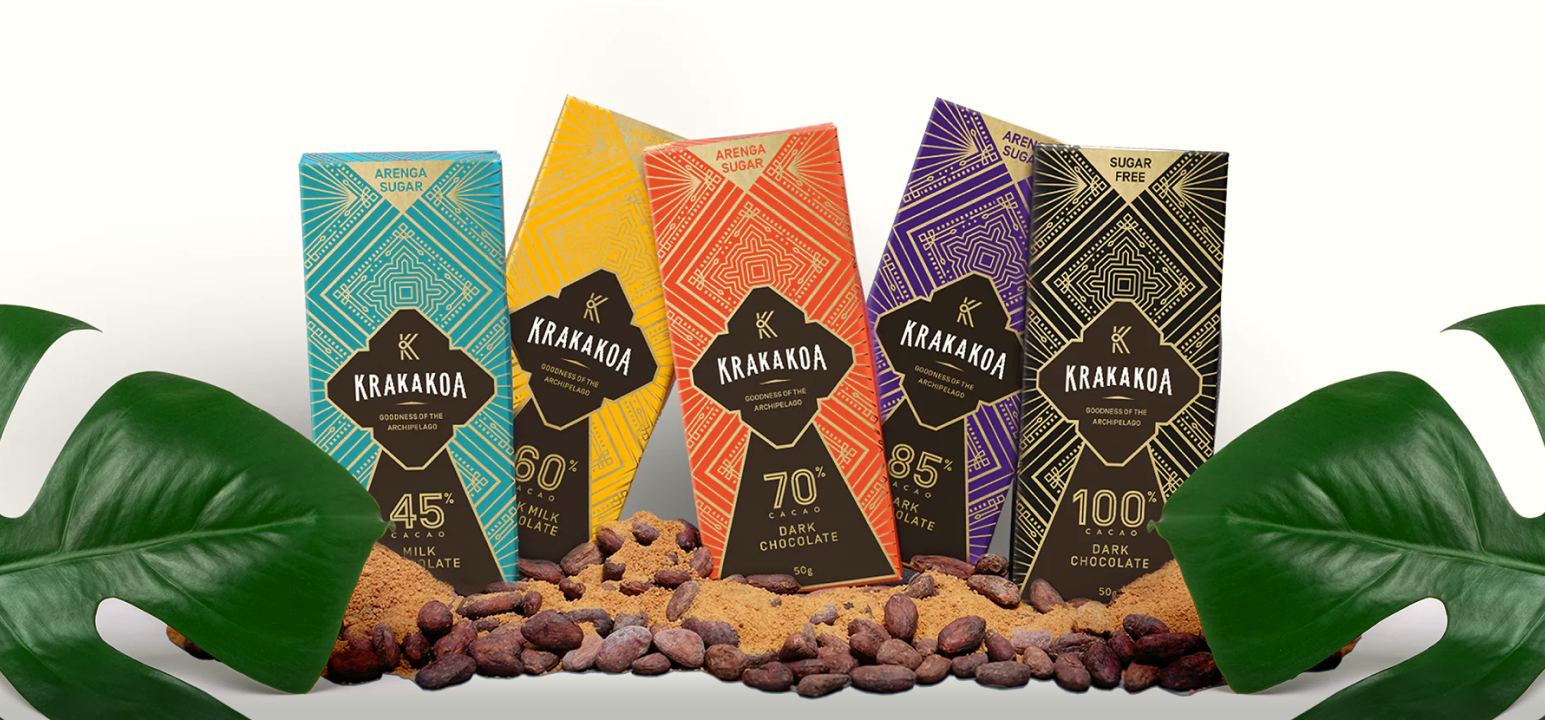 ARENGA
SUGAR
KRAKAKOA
GOODNESS OF THE
ARCHIPELAGO
45%
CACAO
MILK
OLATE
KRAKAKOA
GOODNESS OF THE
ARCHIPELAGO
60%
CACAO
K MILK
OLATE
ARENGA
SUGAR
KRAKAKOA
GOODNESS OF THE
ARCHIPELAGO
70%
CACAO
DARK
CHOCOLATE
50g
ARENG
SUGA
KRAKAKOA
GOODNESS OF THE
ARCHIPELAGO
85%
CACAO
ARK
OLATE
SUGAR
FREE
KRAKAKOA
GOODNESS OF THE
ARCHIPELAGO
100%
CACAO
DARK
CHOCOLATE
50g